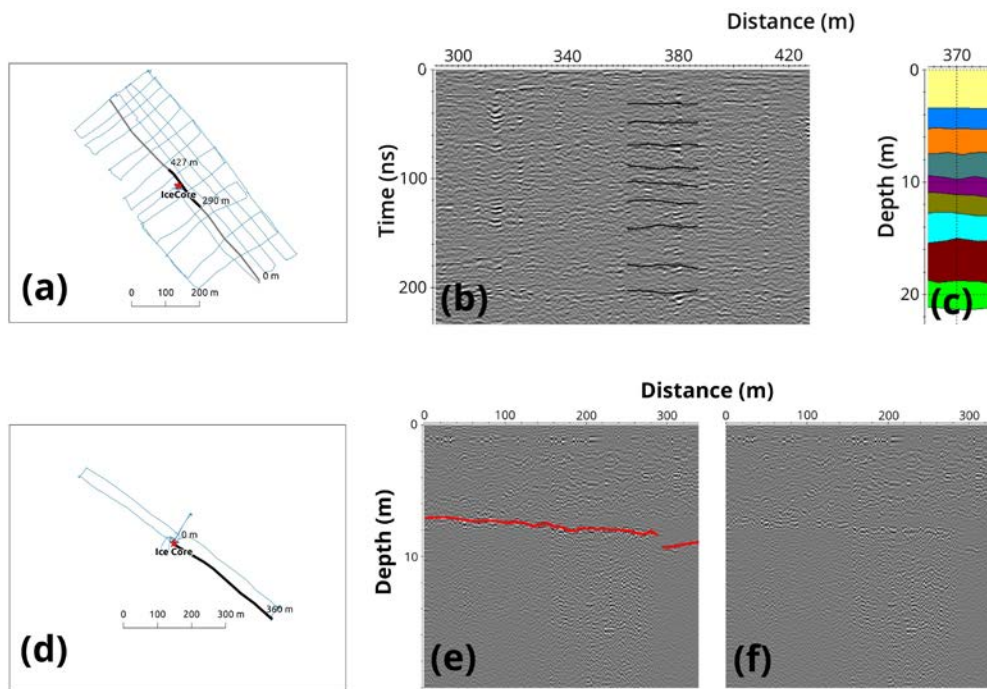 Distance (m)
300 340 380 420
370
0
100
200
Time (ns)
0
10
20
Depth (m)
427 m
IceCore
290 m
0 m
0 100 200 m
(a)
(b)
(c)
Distance (m)
0 100 200 300
0 100 200 300
0
10
Depth (m)
0 m
Ice Core
360 m
0 100 200 300 m
(d)
(e)
(f)